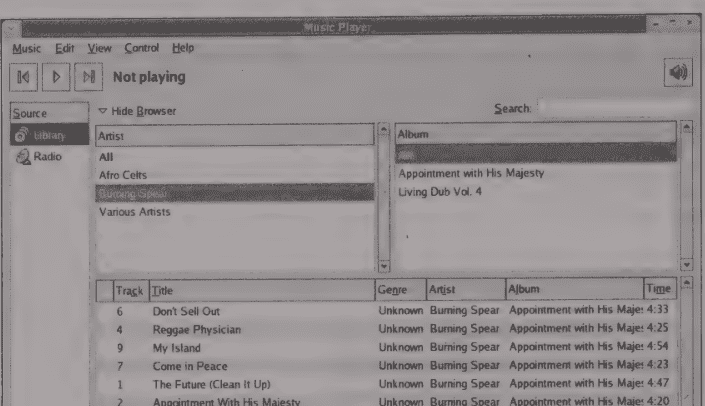 Music Player
Music Edit View Control Help
Not playing
Source
Hide Browser
Search:
Library
Artist
Album
Radio
All
All
Afro Celts
Appointment with His Majesty
Burning Spear
Living Dub Vol. 4
Various Artists
Track Title Genre Artist Album Time
6 Don't Sell Out Unknown Burning Spear Appointment with His Majes 4:33
4 Reggae Physician Unknown Burning Spear Appointment with His Majes 4:25
9 My Island Unknown Burning Spear Appointment with His Majes 4:54
7 Come in Peace Unknown Burning Spear Appointment with His Majes 4:23
1 The Future (Clean It Up) Unknown Burning Spear Appointment with His Majes 4:47
2 Appointment With His Majesty Unknown Burning Spear Appointment with His Majes 4:20